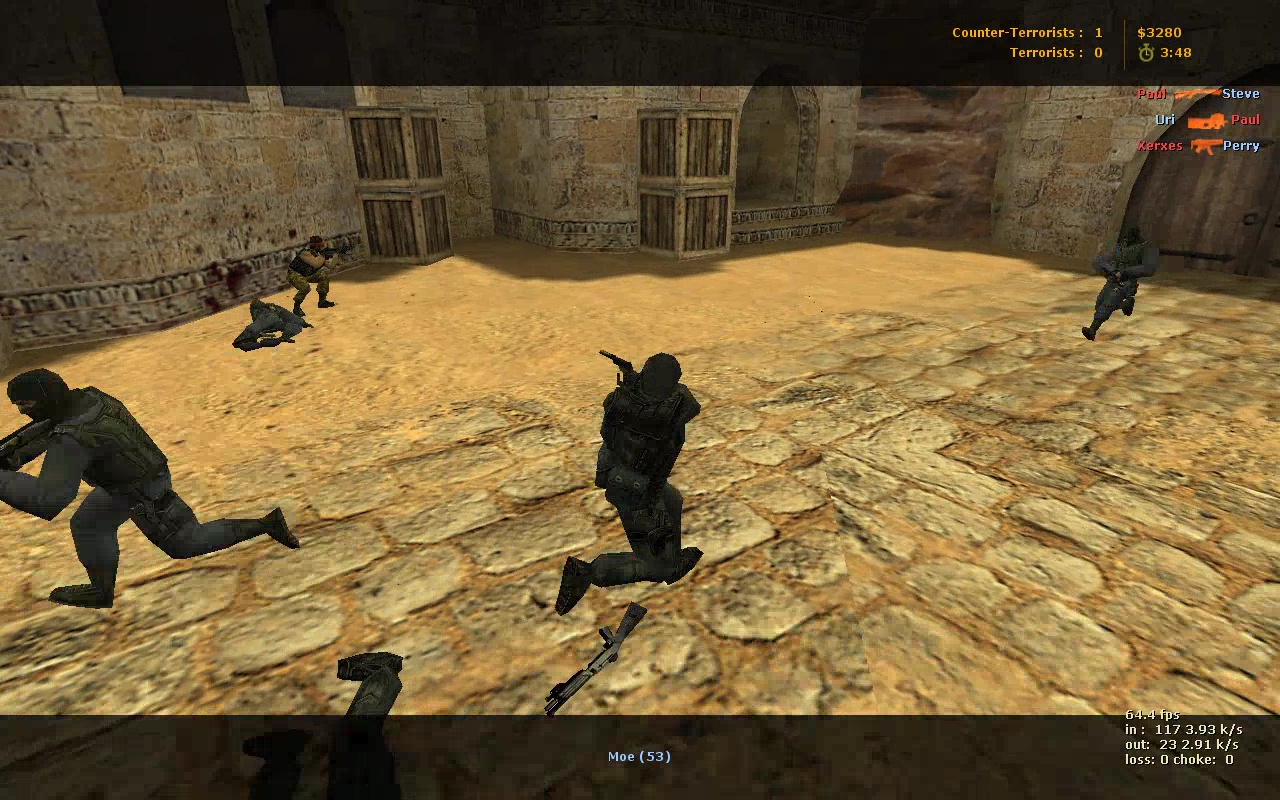 Counter-Terrorists : 1
Terrorists : 0
$3280
3:48
Paul Steve
Uri Paul
Xerxes Perry
Moe (53)
64.4 fps
in : 117 3.93 k/s
out: 23 2.91 k/s
loss: 0 choke: 0